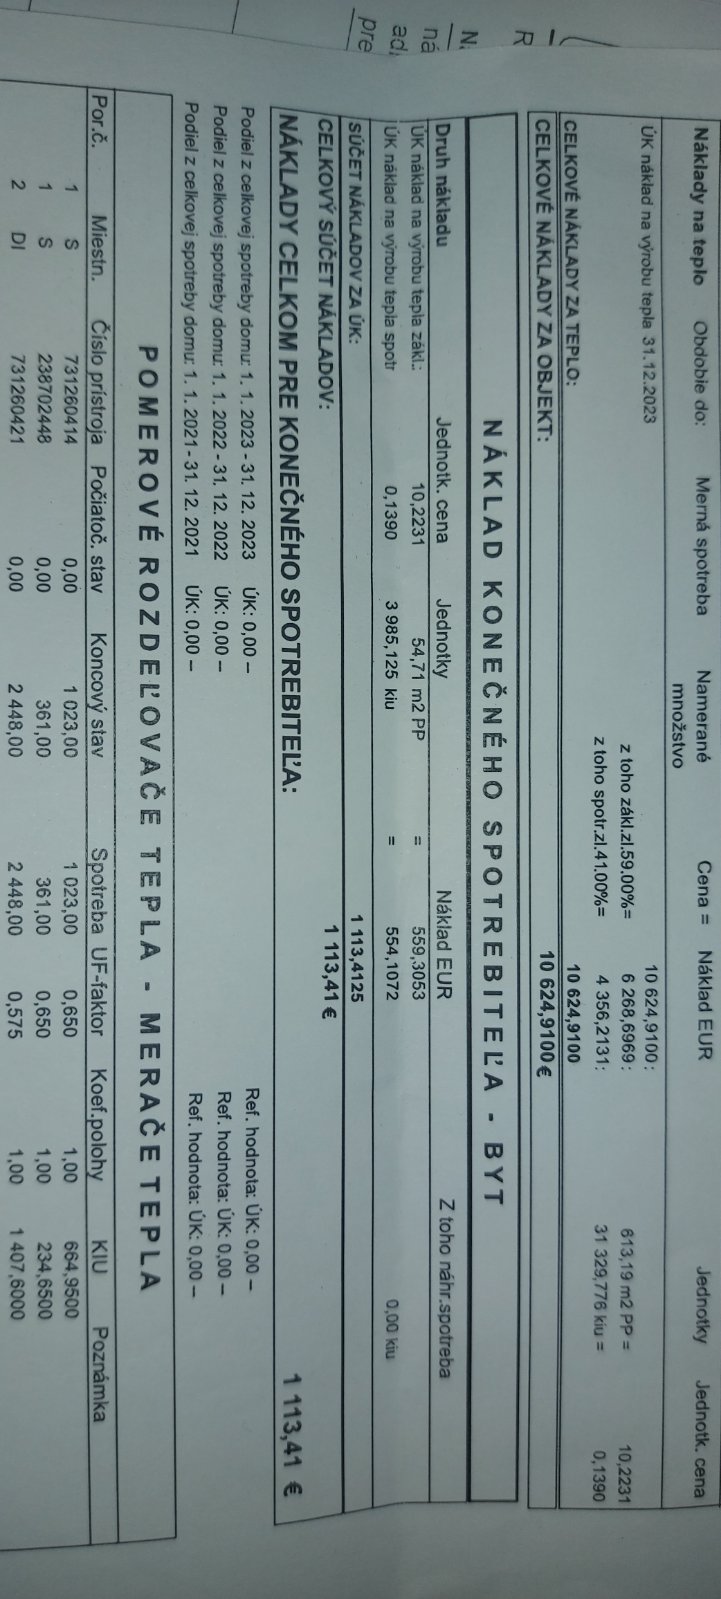 Náklady na teplo Obdobie do: Merná spotreba Namerané množstvo Cena = Náklad EUR Jednotky Jednotk. cena
ÚK náklad na výrobu tepla 31.12.2023 10 624,9100 :
z toho zákl.zl.59.00%= 6 268,6969 : 613,19 m2 PP = 10,2231
z toho spotr.zl.41.00%= 4 356,2131: 31 329,776 kiu = 0,1390
CELKOVÉ NÁKLADY ZA TEPLO: 10 624,9100
CELKOVÉ NÁKLADY ZA OBJEKT: 10 624,9100€
NÁKLAD KONEČNÉHO SPOTREBITEĽA - BYT
Druh nákladu Jednotk. cena Jednotky Náklad EUR Z toho náhr.spotreba
ÚK náklad na výrobu tepla zákl.: 10,2231 54,71 m2 PP = 559,3053
ÚK náklad na výrobu tepla spotr 0,1390 3 985,125 kiu = 554,1072 0,00 kiu
SÚČET NÁKLADOV ZA ÚK: 1 113,4125
CELKOVÝ SÚČET NÁKLADOV: 1 113,41 €
NÁKLADY CELKOM PRE KONEČNÉHO SPOTREBITEĽA: 1 113,41 €
Podiel z celkovej spotreby domu: 1. 1. 2023 - 31. 12. 2023 ÚK: 0,00 – Ref. hodnota: ÚK: 0,00 –
Podiel z celkovej spotreby domu: 1. 1. 2022 - 31. 12. 2022 ÚK: 0,00 – Ref. hodnota: ÚK: 0,00 –
Podiel z celkovej spotreby domu: 1. 1. 2021 - 31. 12. 2021 ÚK: 0,00 – Ref. hodnota: ÚK: 0,00 –
POMEROVÉ ROZDEĽOVAČE TEPLA - MERAČE TEPLA
Por.č. Miestn. Číslo prístroja Počiatoč. stav Koncový stav Spotreba UF-faktor Koef.polohy KIU Poznámka
1 S 731260414 0,00 1 023,00 1 023,00 0,650 1,00 664,9500
1 S 238702448 0,00 361,00 361,00 0,650 1,00 234,6500
2 DI 731260421 0,00 2 448,00 2 448,00 0,575 1,00 1 407,6000